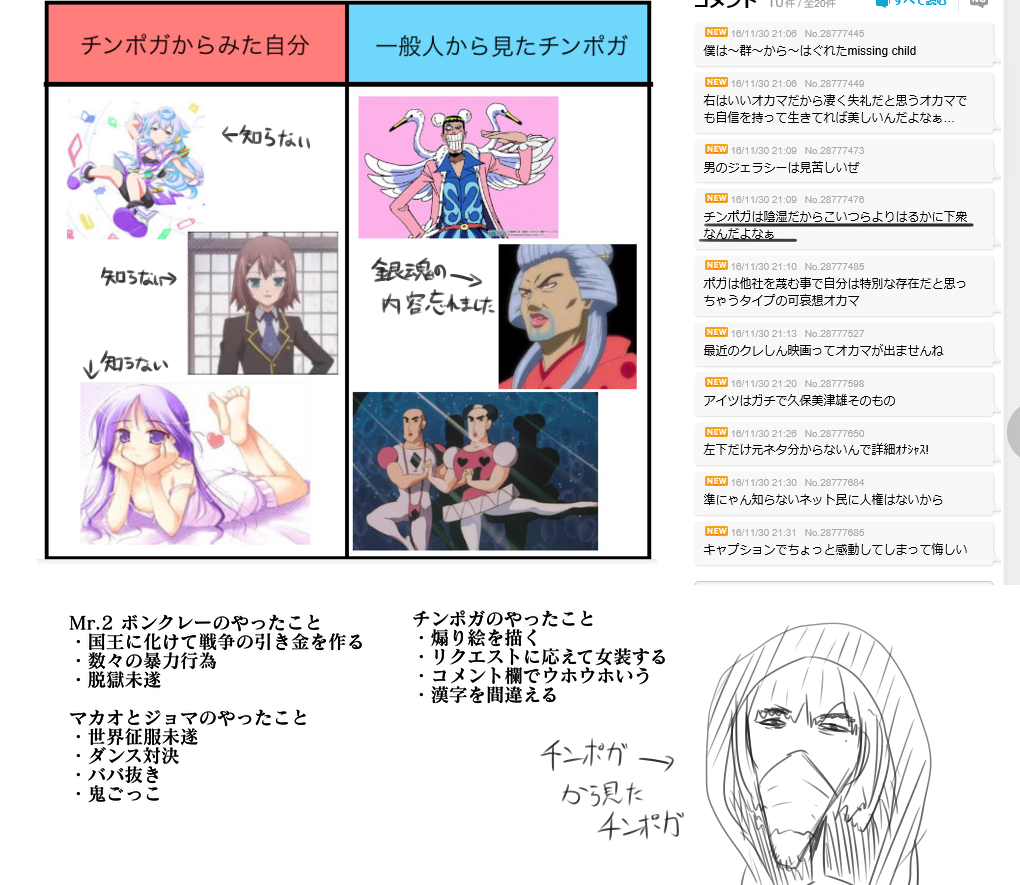 チンポガからみた自分
一般人から見たチンポガ
←知らない
知らない→
↓知らない
銀魂の→
内容忘れました
10件 / 全20件
すべて読む
NEW 16/11/30 21:06 No.28777445
僕は〜群〜から〜はぐれたmissing child
NEW 16/11/30 21:06 No.28777449
右はいいオカマだから凄く失礼だと思うオカマで
も自信を持って生きてれば美しいんだよなぁ…
NEW 16/11/30 21:09 No.28777473
男のジェラシーは見苦しいぜ
NEW 16/11/30 21:09 No.28777476
チンポガは陰湿だからこいつらよりはるかに下衆
なんだよなぁ
NEW 16/11/30 21:10 No.28777485
ポガは他社を蔑む事で自分は特別な存在だと思っ
ちゃうタイプの可哀想オカマ
NEW 16/11/30 21:13 No.28777527
最近のクレしん映画ってオカマが出ませんね
NEW 16/11/30 21:20 No.28777598
アイツはガチで久保美津雄そのもの
NEW 16/11/30 21:26 No.28777650
左下だけ元ネタ分からないんで詳細ｵﾅｼｬｽ!
NEW 16/11/30 21:30 No.28777684
準にゃん知らないネット民に人権はないから
NEW 16/11/30 21:31 No.28777685
キャプションでちょっと感動してしまって悔しい
Mr.2 ボンクレーのやったこと
・国王に化けて戦争の引き金を作る
・数々の暴力行為
・脱獄未遂
マカオとジョマのやったこと
・世界征服未遂
・ダンス対決
・ババ抜き
・鬼ごっこ
チンポガのやったこと
・煽り絵を描く
・リクエストに応えて女装する
・コメント欄でウホウホいう
・漢字を間違える
チンポガ→
から見た
チンポガ